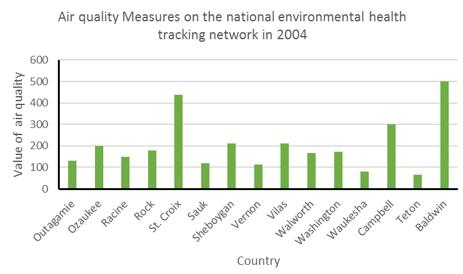 Air quality Measures on the national environmental health
tracking network in 2004
Value of air quality
600
500
400
300
200
100
0
Outagamie
Ozaukee
Racine
Rock
St. Croix
Sauk
Sheboygan
Vernon
Vilas
Walworth
Washington
Waukesha
Campbell
Teton
Baldwin
Country